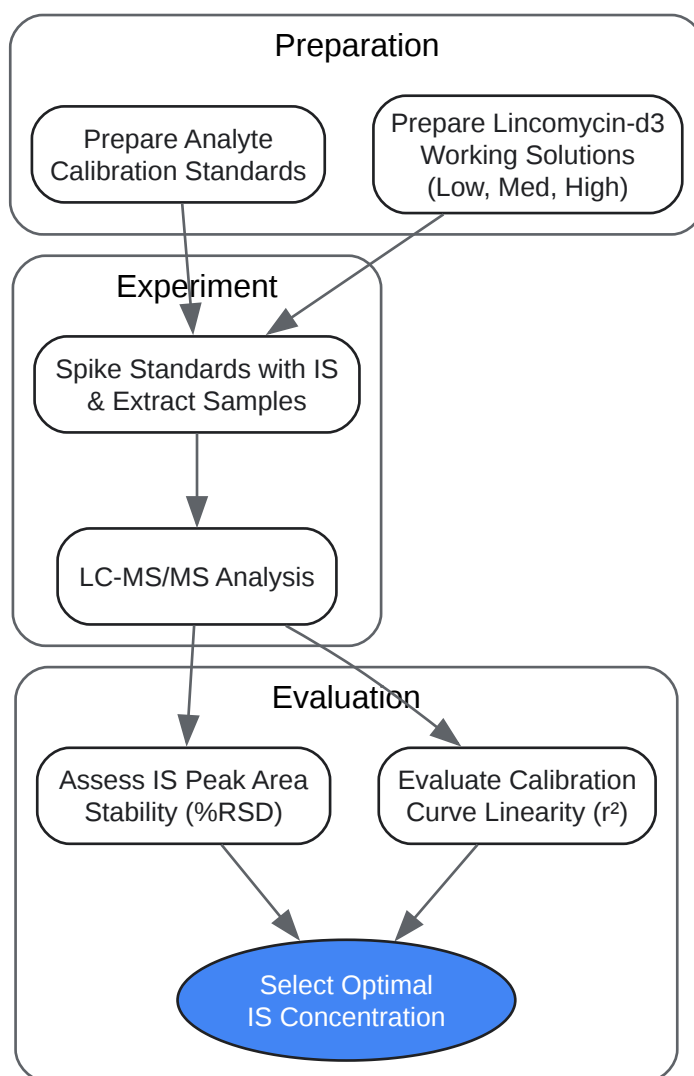 Preparation
Prepare Analyte
Calibration Standards
Prepare Lincomycin-d3
Working Solutions
(Low, Med, High)
Experiment
Spike Standards with IS
& Extract Samples
LC-MS/MS Analysis
Evaluation
Assess IS Peak Area
Stability (%RSD)
Evaluate Calibration
Curve Linearity (r²)
Select Optimal
IS Concentration